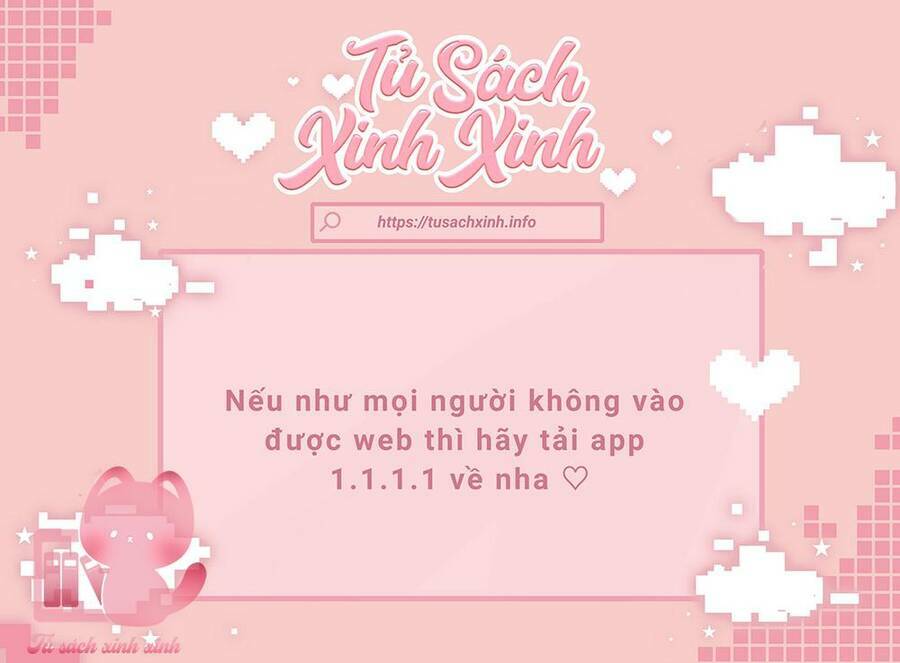 Tủ Sách
Xinh Xinh
https://tusachxinh.info
Nếu như mọi người không vào
được web thì hãy tải app
1.1.1.1 về nha ♡
Tủ sách xinh xinh